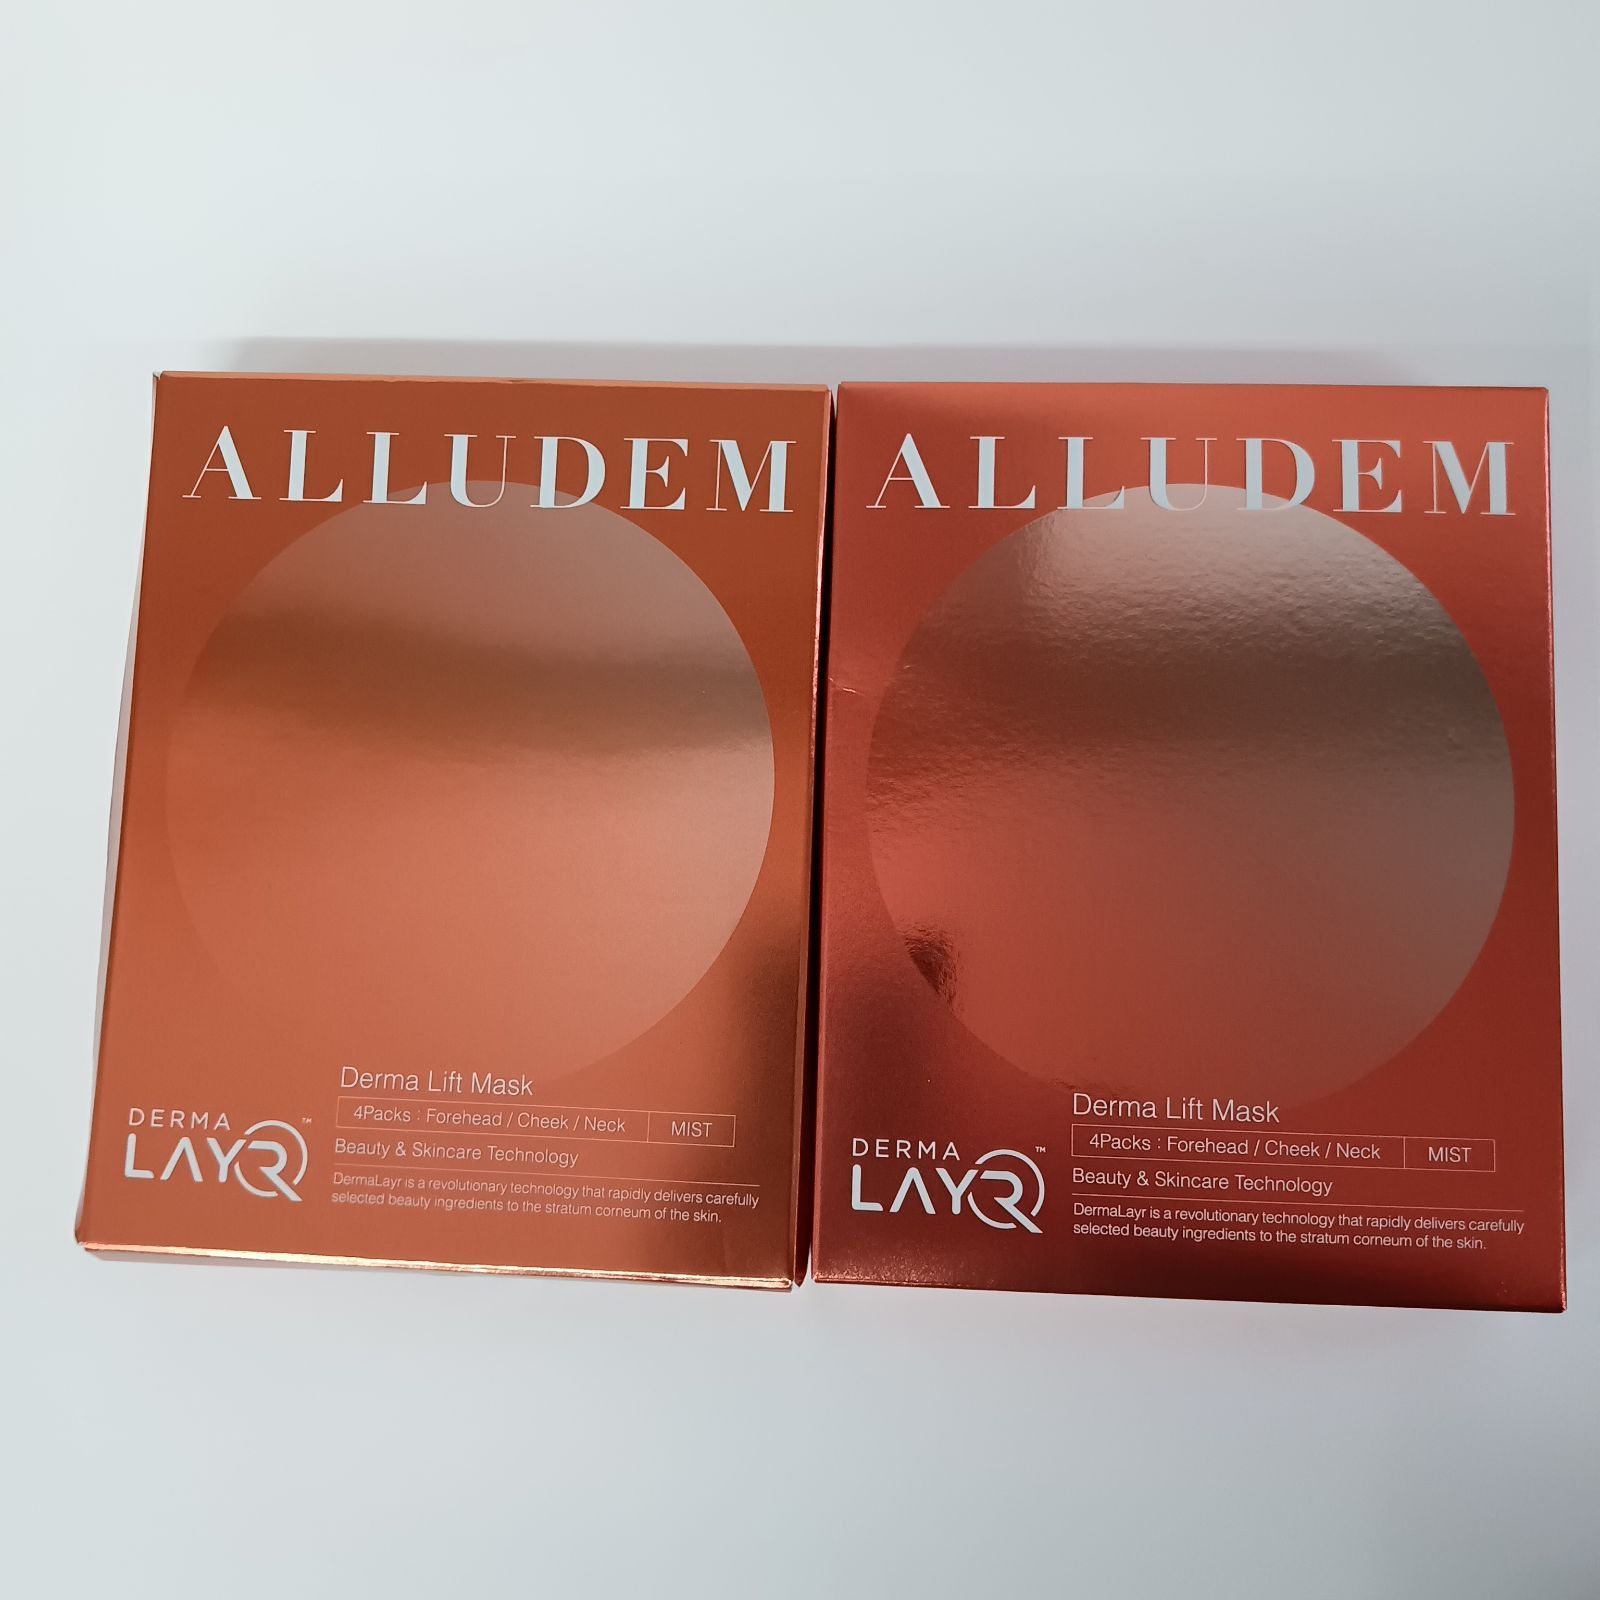 ALLUDEM
Derma Lift Mask
4Packs : Forehead / Cheek / Neck MIST
Beauty & Skincare Technology
DermaLayr is a revolutionary technology that rapidly delivers carefully
selected beauty ingredients to the stratum corneum of the skin.
DERMA
LAYR™
ALLUDEM
Derma Lift Mask
4Packs : Forehead / Cheek / Neck MIST
Beauty & Skincare Technology
DermaLayr is a revolutionary technology that rapidly delivers carefully
selected beauty ingredients to the stratum corneum of the skin.
DERMA
LAYR™